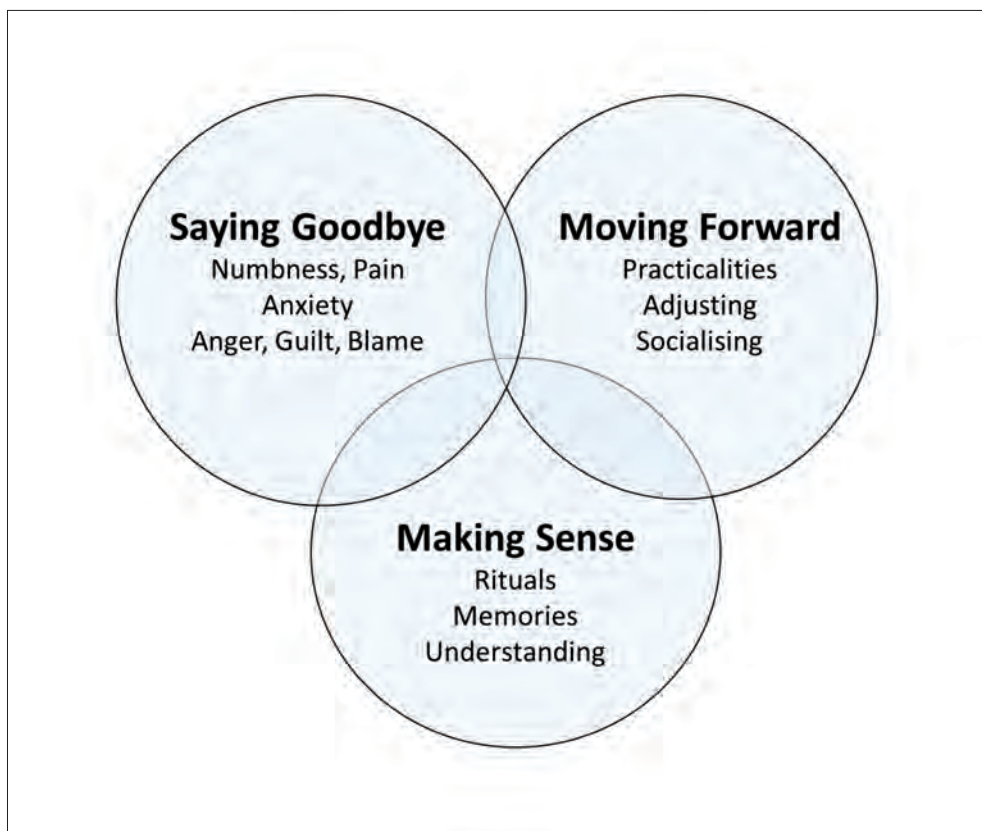 Saying Goodbye
Numbness, Pain
Anxiety
Anger, Guilt, Blame
Moving Forward
Practicalities
Adjusting
Socialising
Making Sense
Rituals
Memories
Understanding